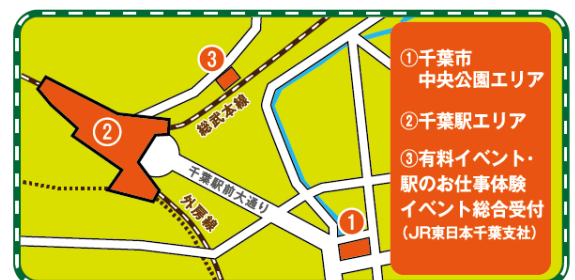 ③
総武本線
②
千葉駅前大通り
外房線
①
①千葉市
中央公園エリア
②千葉駅エリア
③有料イベント・
駅のお仕事体験
イベント総合受付
（JR東日本千葉支社）